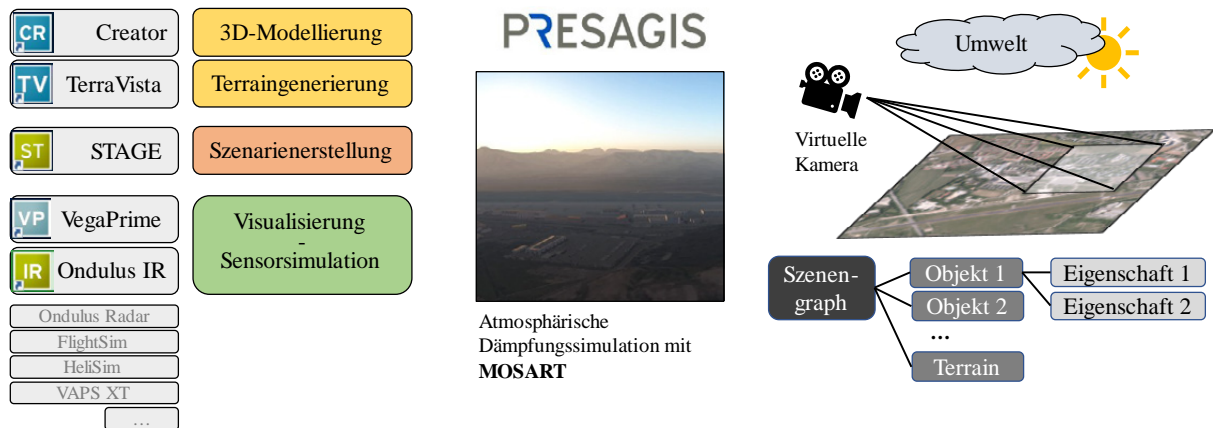 CR Creator
3D-Modellierung
TV TerraVista
Terraingenerierung
ST STAGE
Szenarienerstellung
VP VegaPrime
IR Ondulus IR
Visualisierung
-
Sensorsimulation
Ondulus Radar
FlightSim
HeliSim
VAPS XT
...
PRESAGIS
Atmosphärische
Dämpfungssimulation mit
MOSART
Umwelt
Virtuelle
Kamera
Szenen-
graph
Objekt 1
Eigenschaft 1
Objekt 2
Eigenschaft 2
...
Terrain